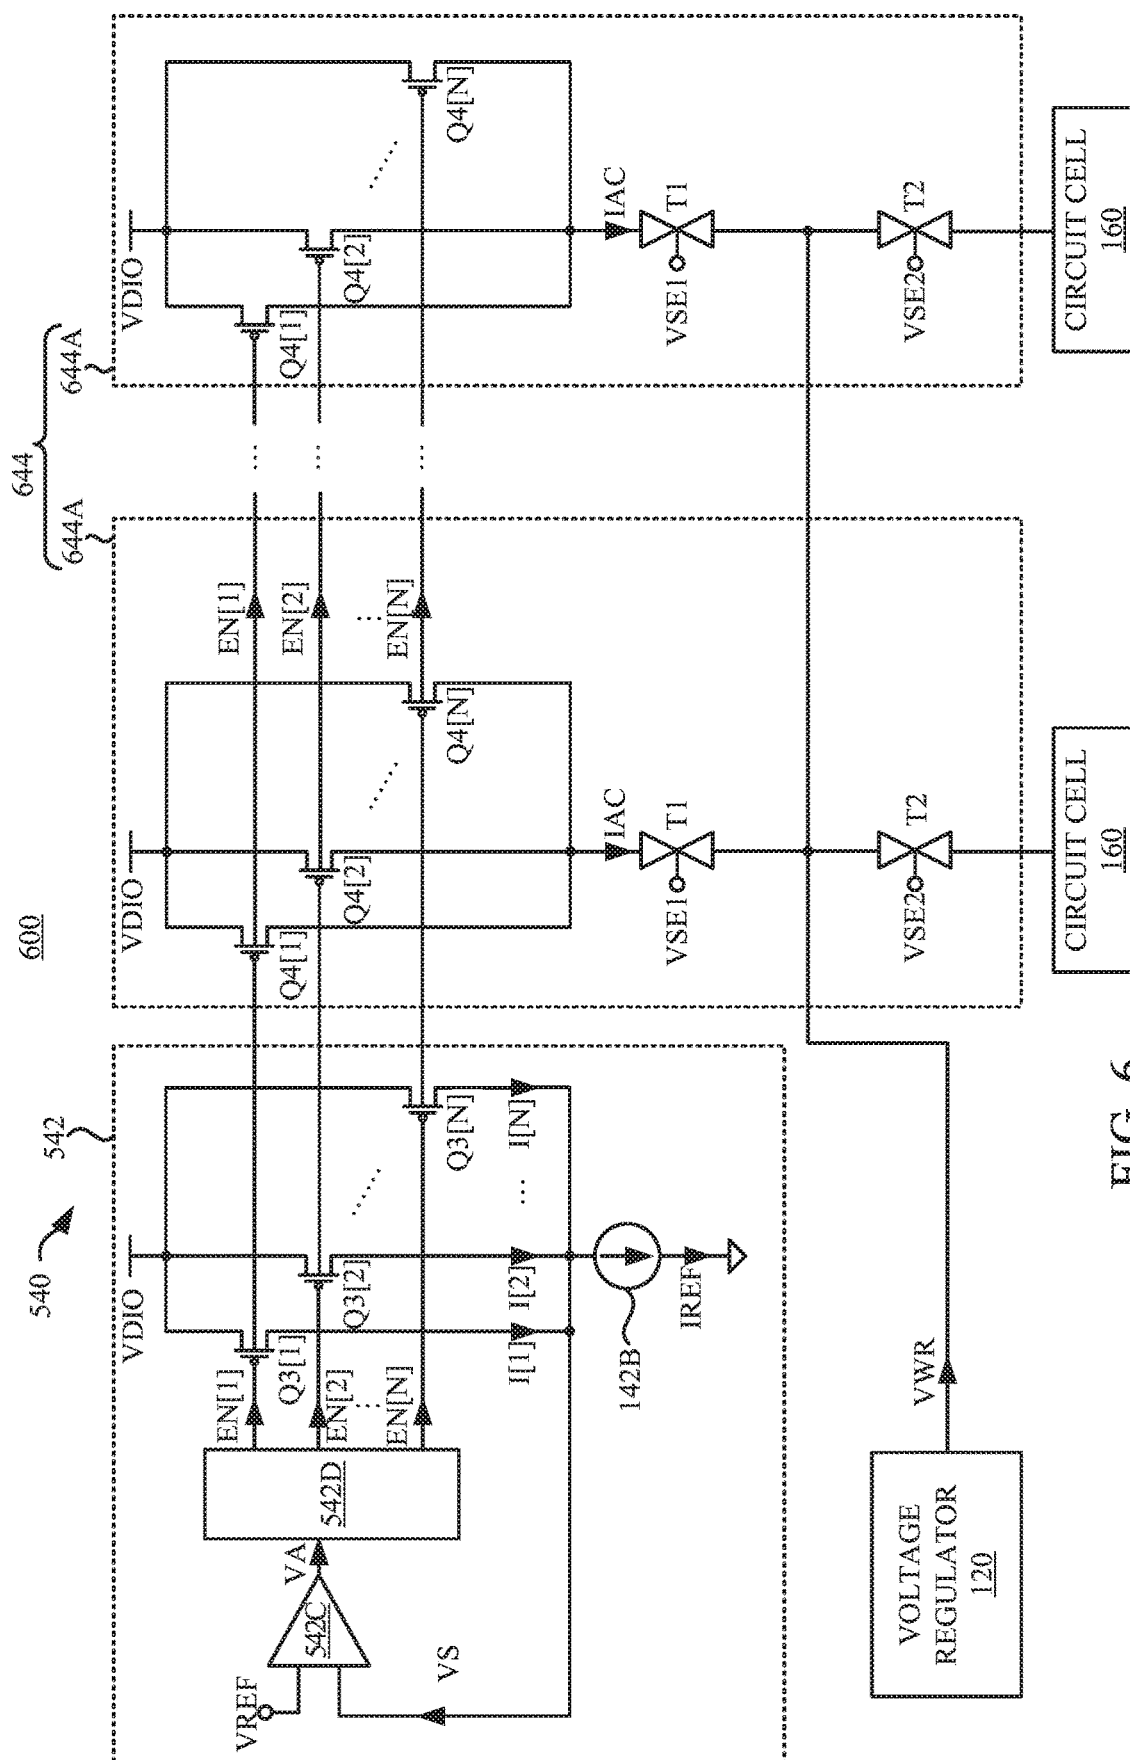 600
540
542
644
644A
644A
VDIO
VDIO
VDIO
VREF
542C
VA
542D
VS
EN[1]
EN[2]
...
EN[N]
Q3[1]
Q3[2]
Q3[N]
I[1]
I[2]
...
I[N]
142B
IREF
Q4[1]
Q4[2]
Q4[N]
EN[1]
EN[2]
...
EN[N]
...
...
...
Q4[1]
Q4[2]
Q4[N]
IAC
VSE1
T1
IAC
VSE1
T1
VSE2
T2
VSE2
T2
VOLTAGE
REGULATOR
120
VWR
CIRCUIT CELL
160
CIRCUIT CELL
160
FIG. 6